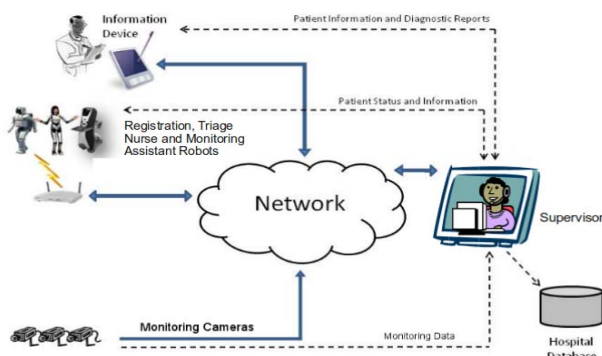 Patient Information and Diagnostic Reports
Information
Device
Patient Status and Information
Registration, Triage
Nurse and Monitoring
Assistant Robots
Network
Supervisor
Monitoring Cameras
Monitoring Data
Hospital
Database